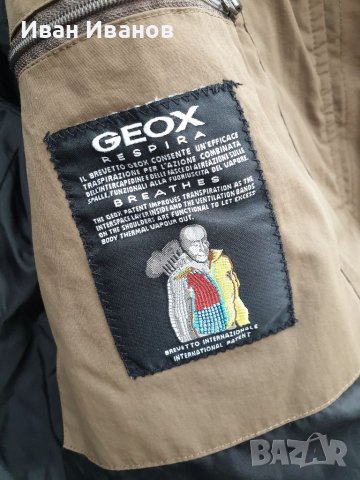 Иван Иванов
GEOX
RESPIRA
IL BREVETTO GEOX CONSENTE UN'EFFICACE
TRASPIRAZIONE PER L'AZIONE COMBINATA
DELL'INTERCAPEDINE E DELLE FASCE DI AEREAZIONE SULLE
SPALLE, FUNZIONALI ALLA FUORIUSCITA DEL VAPORE.
BREATHES
THE GEOX PATENT IMPROVES TRANSPIRATION AS THE
INTERSPACE LAYER INSIDE AND THE VENTILATION BANDS
ON THE SHOULDERS ARE FUNCTIONAL TO LET EXCESS
BODY THERMAL VAPOUR OUT.
BREVETTO INTERNAZIONALE
INTERNATIONAL PATENT
BAZAR